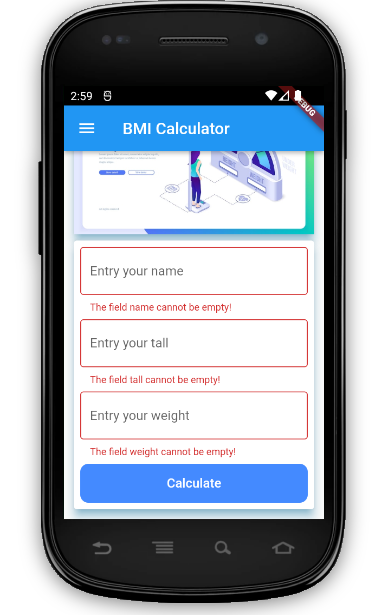 2:59
DEBUG
BMI Calculator
Entry your name
The field name cannot be empty!
Entry your tall
The field tall cannot be empty!
Entry your weight
The field weight cannot be empty!
Calculate